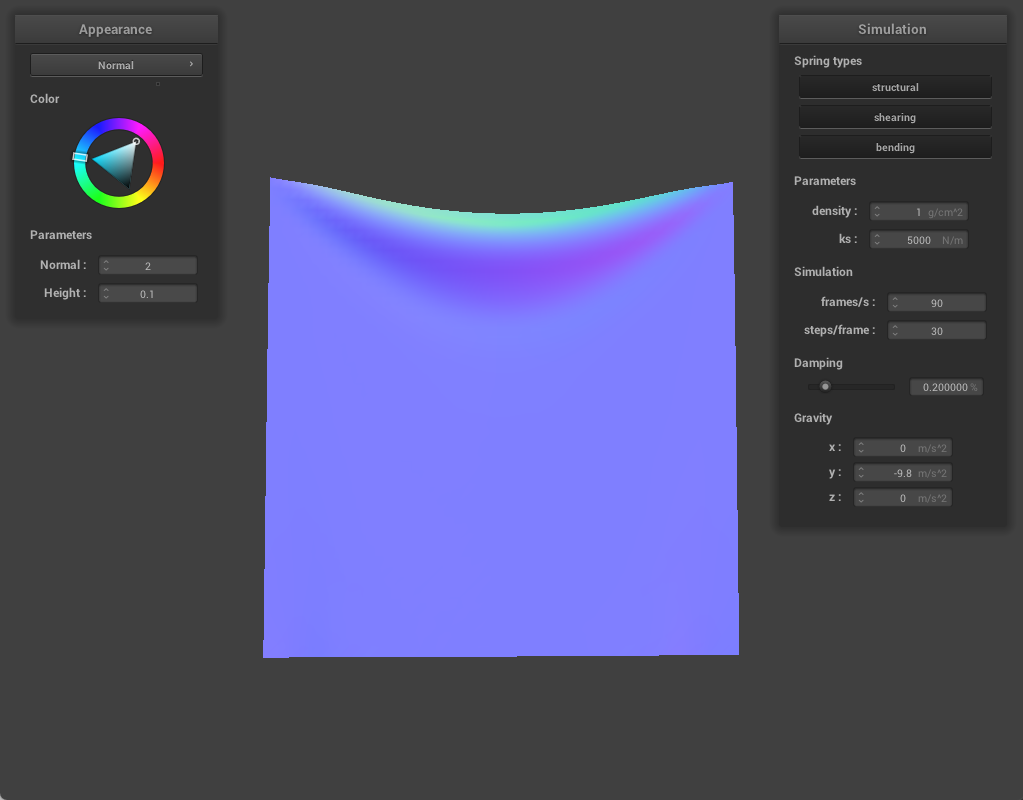 Appearance
Normal
Color
Parameters
Normal : 2
Height : 0.1
Simulation
Spring types
structural
shearing
bending
Parameters
density : 1 g/cm^2
ks : 5000 N/m
Simulation
frames/s : 90
steps/frame : 30
Damping
0.200000 %
Gravity
x : 0 m/s^2
y : -9.8 m/s^2
z : 0 m/s^2